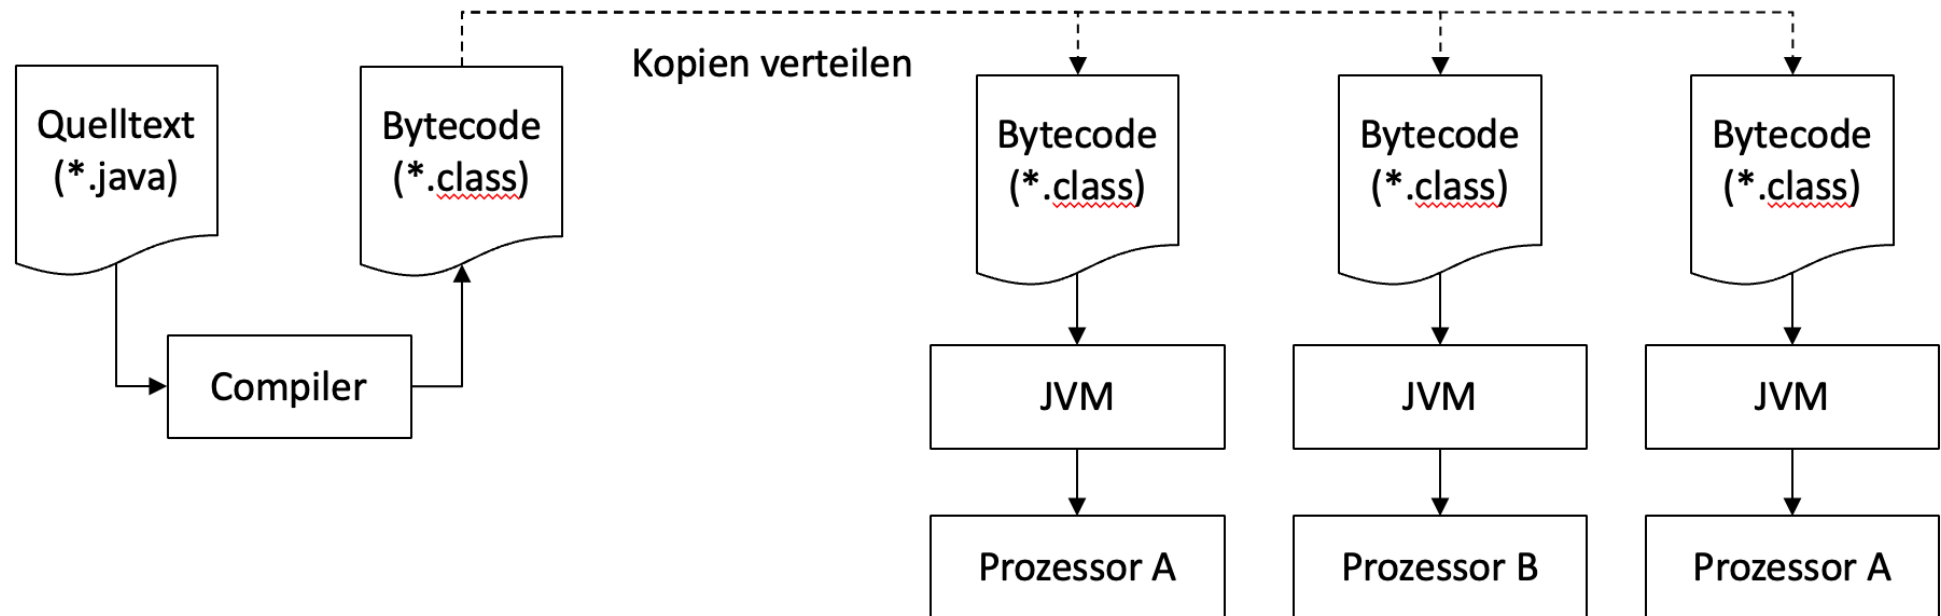 Kopien verteilen
Quelltext
(*.java)
Bytecode
(*.class)
Bytecode
(*.class)
Bytecode
(*.class)
Bytecode
(*.class)
Compiler
JVM
JVM
JVM
Prozessor A
Prozessor B
Prozessor A